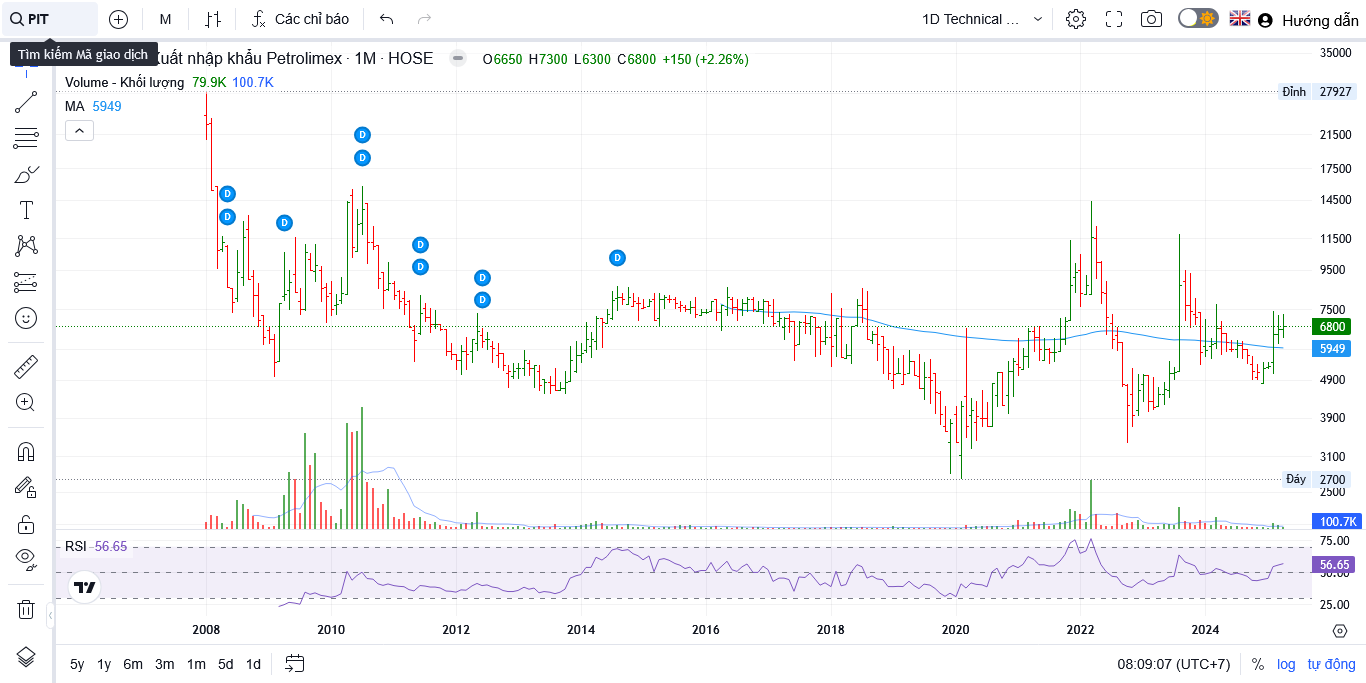 PIT
M
Các chỉ báo
1D Technical ...
Hướng dẫn
Tìm kiếm Mã giao dịch
Xuất nhập khẩu Petrolimex · 1M · HOSE
O6650 H7300 L6300 C6800 +150 (+2.26%)
Volume - Khối lượng 79.9K 100.7K
MA 5949
35000
Đỉnh 27927
21500
17500
14500
11500
9500
7500
6800
5949
4900
3900
3100
Đáy 2700
2500
100.7K
D
D
D
D
D
D
D
D
D
D
RSI 56.65
75.00
56.65
50.00
25.00
2008 2010 2012 2014 2016 2018 2020 2022 2024
5y 1y 6m 3m 1m 5d 1d
08:09:07 (UTC+7)
% log tự động